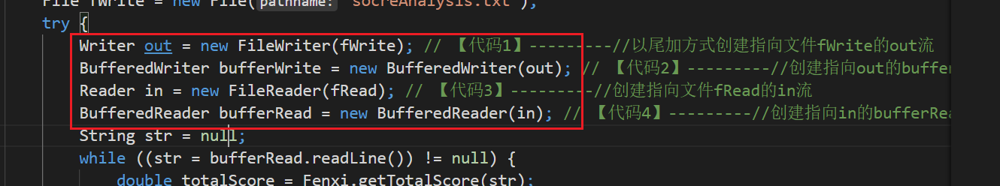 File fWrite = new File(pathname: "socreAnalysis.txt");
try {
Writer out = new FileWriter(fWrite); // 【代码1】---------//以尾加方式创建指向文件fWrite的out流
BufferedWriter bufferWrite = new BufferedWriter(out); // 【代码2】---------//创建指向out的buffer
Reader in = new FileReader(fRead); // 【代码3】---------//创建指向文件fRead的in流
BufferedReader bufferRead = new BufferedReader(in); // 【代码4】---------//创建指向in的bufferRea
String str = null;
while ((str = bufferRead.readLine()) != null) {
double totalScore = Fenxi.getTotalScore(str);